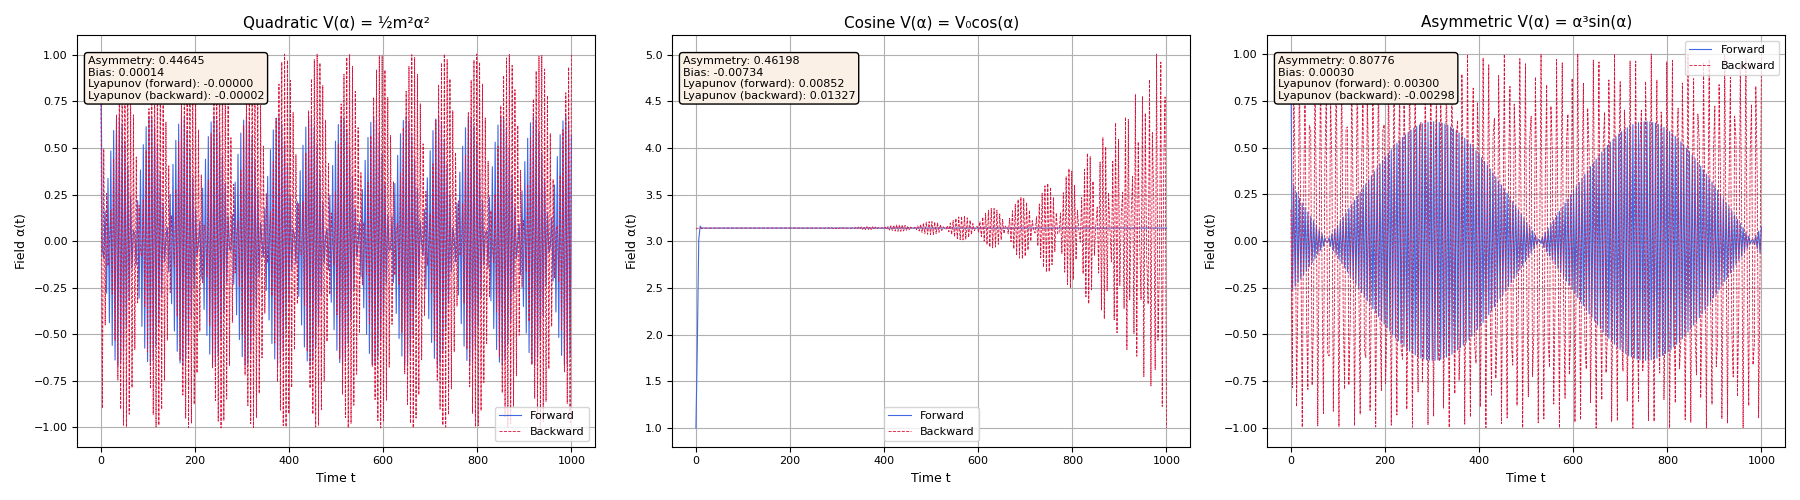 Quadratic V(α) = ½m²α²
Asymmetry: 0.44645
Bias: 0.00014
Lyapunov (forward): -0.00000
Lyapunov (backward): -0.00002
1.00
0.75
0.50
0.25
0.00
−0.25
−0.50
−0.75
−1.00
Field α(t)
Forward
Backward
0
200
400
600
800
1000
Time t
Cosine V(α) = V₀cos(α)
Asymmetry: 0.46198
Bias: -0.00734
Lyapunov (forward): 0.00852
Lyapunov (backward): 0.01327
5.0
4.5
4.0
3.5
3.0
2.5
2.0
1.5
1.0
Field α(t)
Forward
Backward
0
200
400
600
800
1000
Time t
Asymmetric V(α) = α³sin(α)
Forward
Backward
Asymmetry: 0.80776
Bias: 0.00030
Lyapunov (forward): 0.00300
Lyapunov (backward): -0.00298
1.00
0.75
0.50
0.25
0.00
−0.25
−0.50
−0.75
−1.00
Field α(t)
0
200
400
600
800
1000
Time t